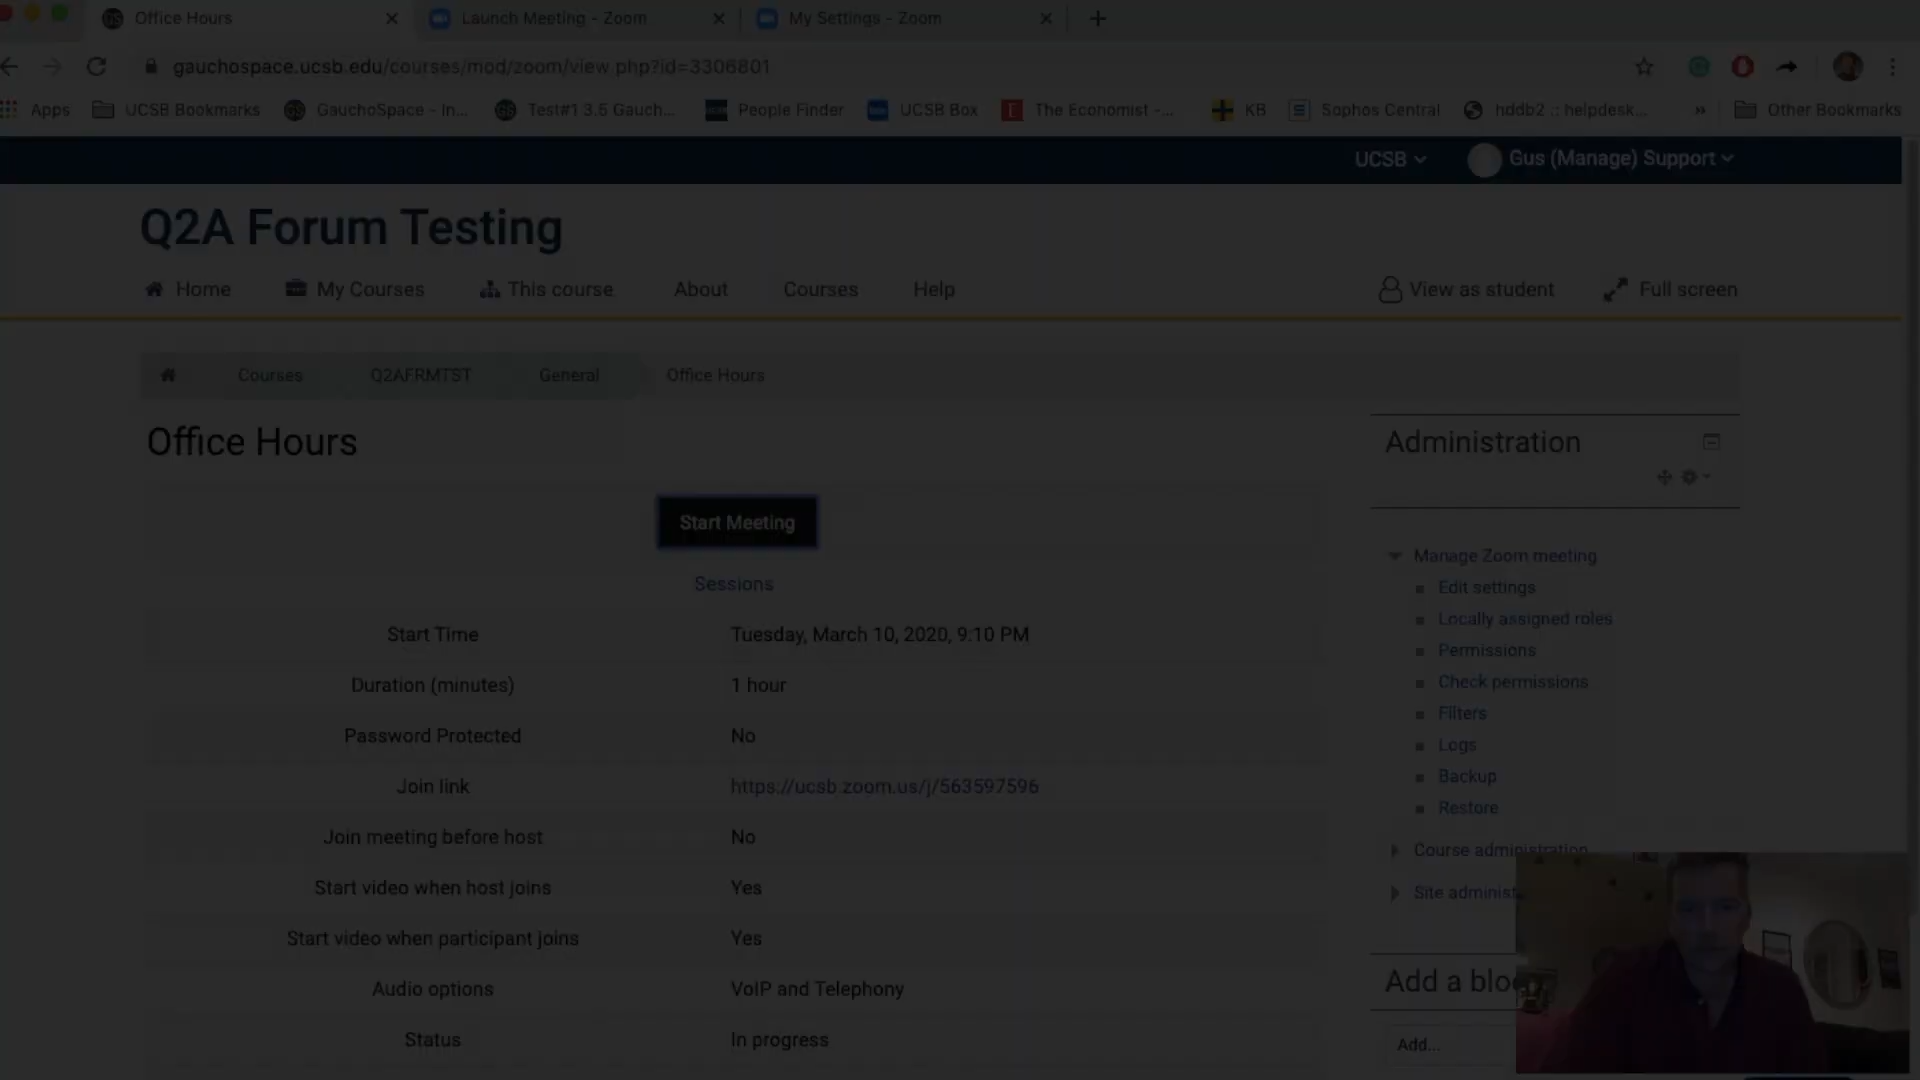 Office Hours
Launch Meeting - Zoom
My Settings - Zoom
gauchospace.ucsb.edu/courses/mod/zoom/view.php?id=3306801
Apps
UCSB Bookmarks
GauchoSpace - In...
Test#1 3.5 Gauch...
People Finder
UCSB Box
The Economist -...
KB
Sophos Central
hddb2 :: helpdesk...
»
Other Bookmarks
UCSB
Gus (Manage) Support
Q2A Forum Testing
Home
My Courses
This course
About
Courses
Help
View as student
Full screen
Courses
Q2AFRMTST
General
Office Hours
Office Hours
Start Meeting
Sessions
Start Time Tuesday, March 10, 2020, 9:10 PM
Duration (minutes) 1 hour
Password Protected No
Join link https://ucsb.zoom.us/j/563597596
Join meeting before host No
Start video when host joins Yes
Start video when participant joins Yes
Audio options VoIP and Telephony
Status In progress
Administration
Manage Zoom meeting
Edit settings
Locally assigned roles
Permissions
Check permissions
Filters
Logs
Backup
Restore
Course administration
Site administ
Add a bloc
Add...